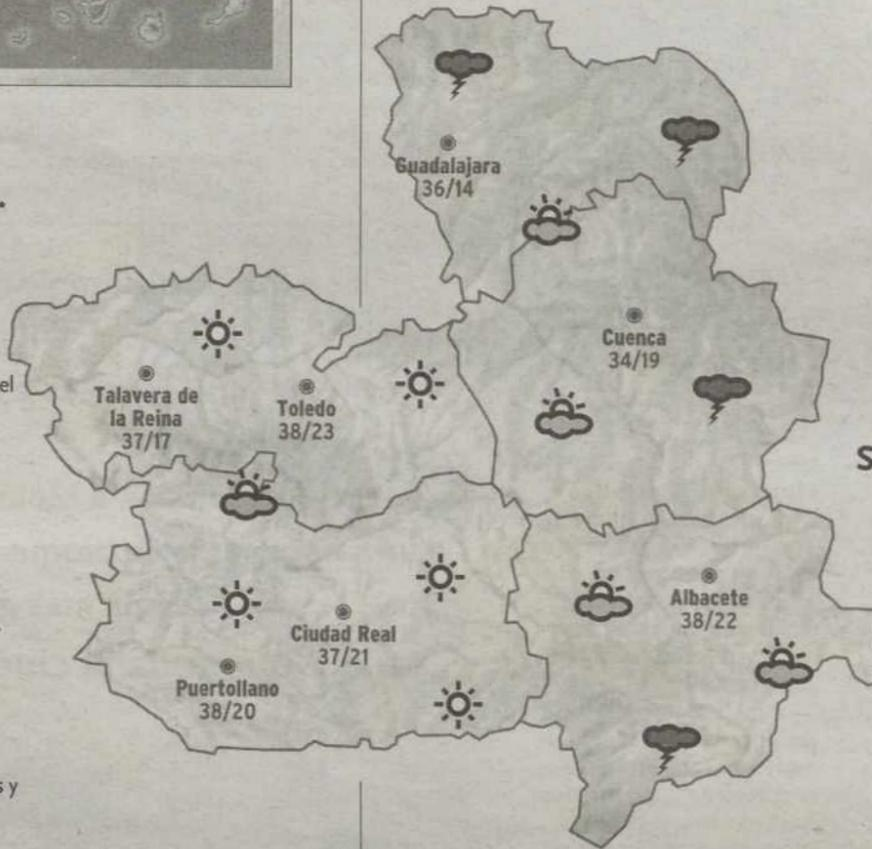 Guadalajara
36/14
Cuenca
34/19
el
Talavera de
la Reina
37/17
Toledo
38/23
S
Albacete
38/22
Ciudad Real
37/21
Puertollano
38/20
s y